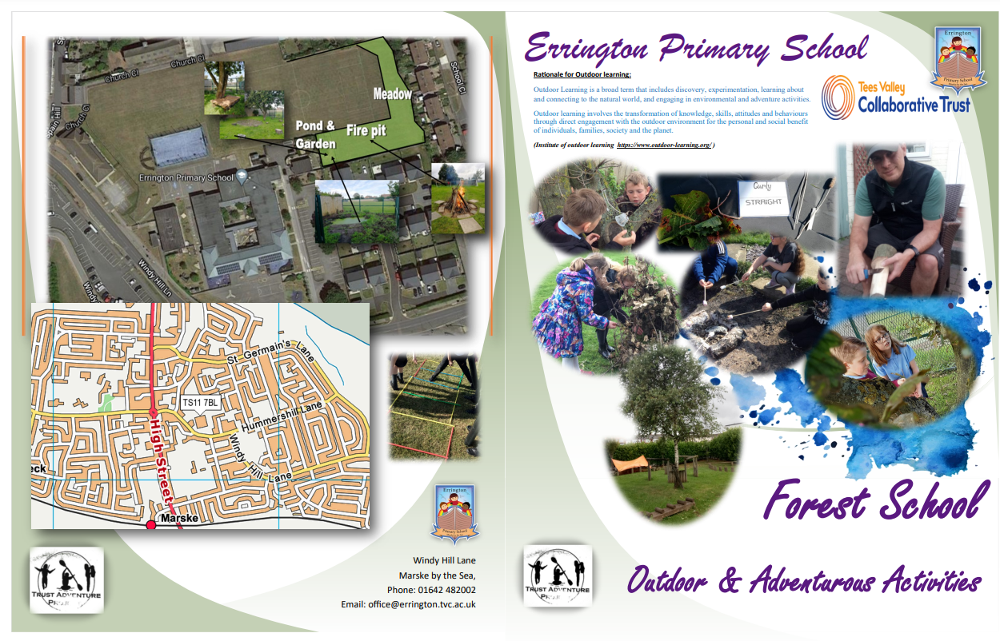 Church Cl
Church Cl
School Cl
Meadow
Pond &
Garden
Fire pit
Errington Primary School
Windy Hill Ln
Windy
St Germain's Lane
TS11 7BL
Hummershill Lane
High Street
Windy Hill Lane
eck
Marske
Errington
Primary School
TRUST ADVENTURE
Windy Hill Lane
Marske by the Sea,
Phone: 01642 482002
Email: office@errington.tvc.ac.uk
Errington Primary School
Rationale for Outdoor learning:
Outdoor Learning is a broad term that includes discovery, experimentation, learning about
and connecting to the natural world, and engaging in environmental and adventure activities.
Outdoor learning involves the transformation of knowledge, skills, attitudes and behaviours
through direct engagement with the outdoor environment for the personal and social benefit
of individuals, families, society and the planet.
(Institute of outdoor learning https://www.outdoor-learning.org/ )
Errington
Primary School
Tees Valley
Collaborative Trust
Curly
STRAIGHT
Forest School
TRUST ADVENTURE
Outdoor & Adventurous Activities